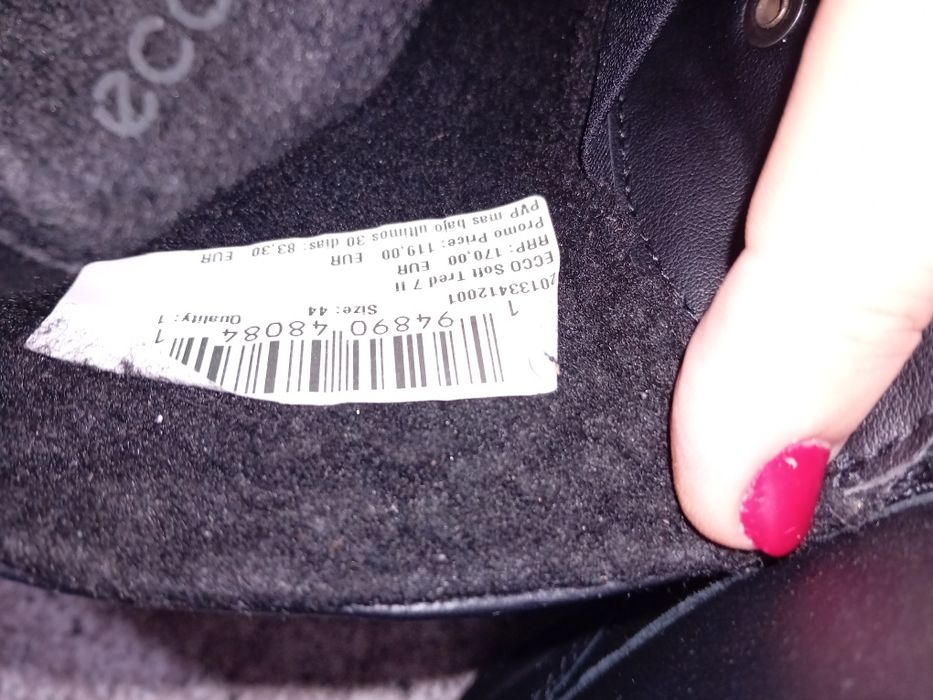 ecco
1 94890 48084 1
Size: 44 Quality: 1
20133412001
ECCO Soft Tred 7 II
RRP: 170,00 EUR
Promo Price: 119,00 EUR
PVP mas bajo ultimos 30 dias: 83,30 EUR